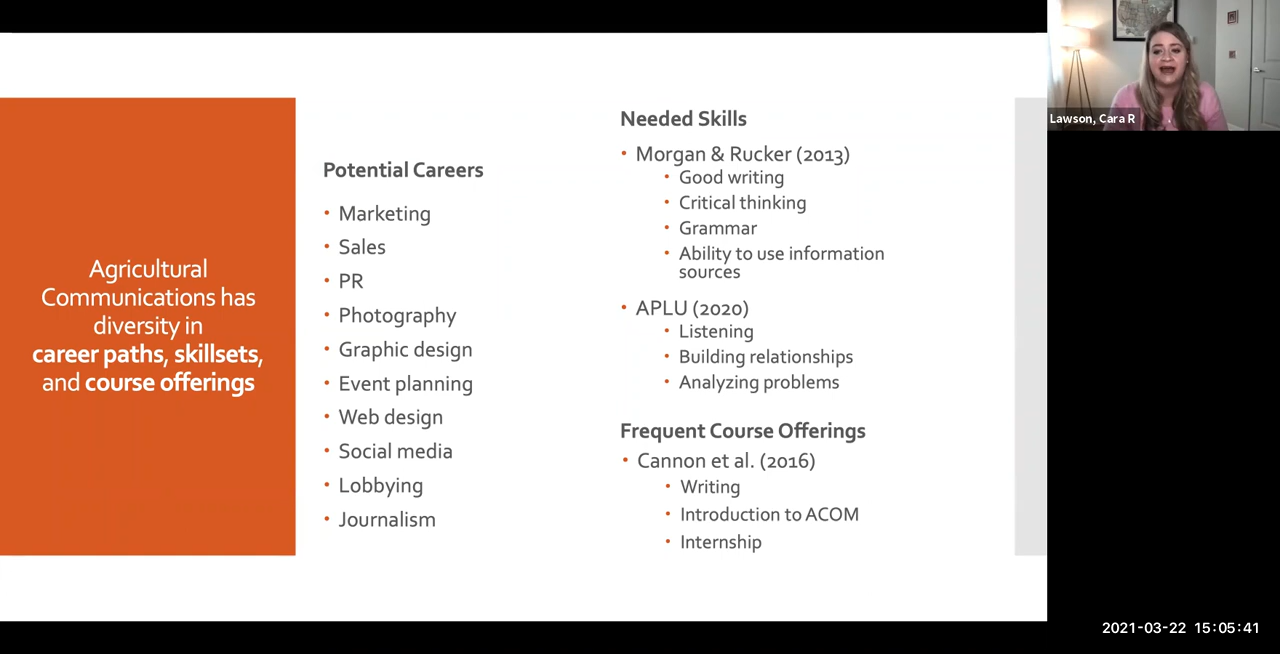 Agricultural
Communications has
diversity in
career paths, skillsets,
and course offerings
Potential Careers
• Marketing
• Sales
• PR
• Photography
• Graphic design
• Event planning
• Web design
• Social media
• Lobbying
• Journalism
Needed Skills
• Morgan & Rucker (2013)
• Good writing
• Critical thinking
• Grammar
• Ability to use information
sources
• APLU (2020)
• Listening
• Building relationships
• Analyzing problems
Frequent Course Offerings
• Cannon et al. (2016)
• Writing
• Introduction to ACOM
• Internship
Lawson, Cara R
2021-03-22 15:05:41